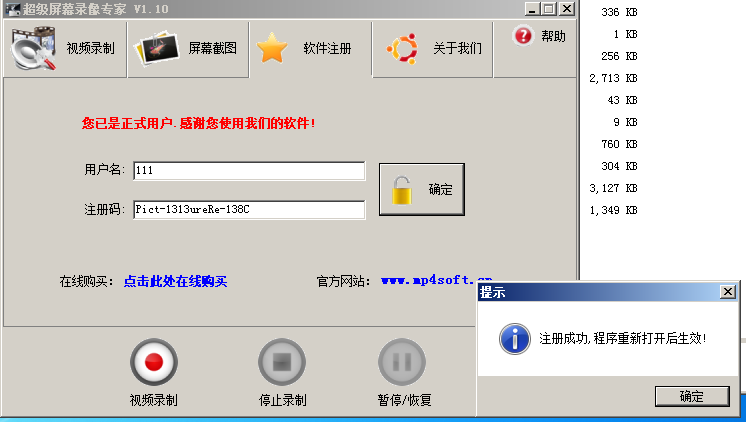 超级屏幕录像专家 V1.10
视频录制
屏幕截图
软件注册
关于我们
帮助
您已是正式用户.感谢您使用我们的软件!
用户名: 111
确定
注册码: Pict-1313ureRe-138C
在线购买: 点击此处在线购买
官方网站: www.mp4soft.cn
视频录制
停止录制
暂停/恢复
336 KB
1 KB
256 KB
2,713 KB
43 KB
9 KB
760 KB
304 KB
3,127 KB
1,349 KB
提示
注册成功,程序重新打开后生效!
确定